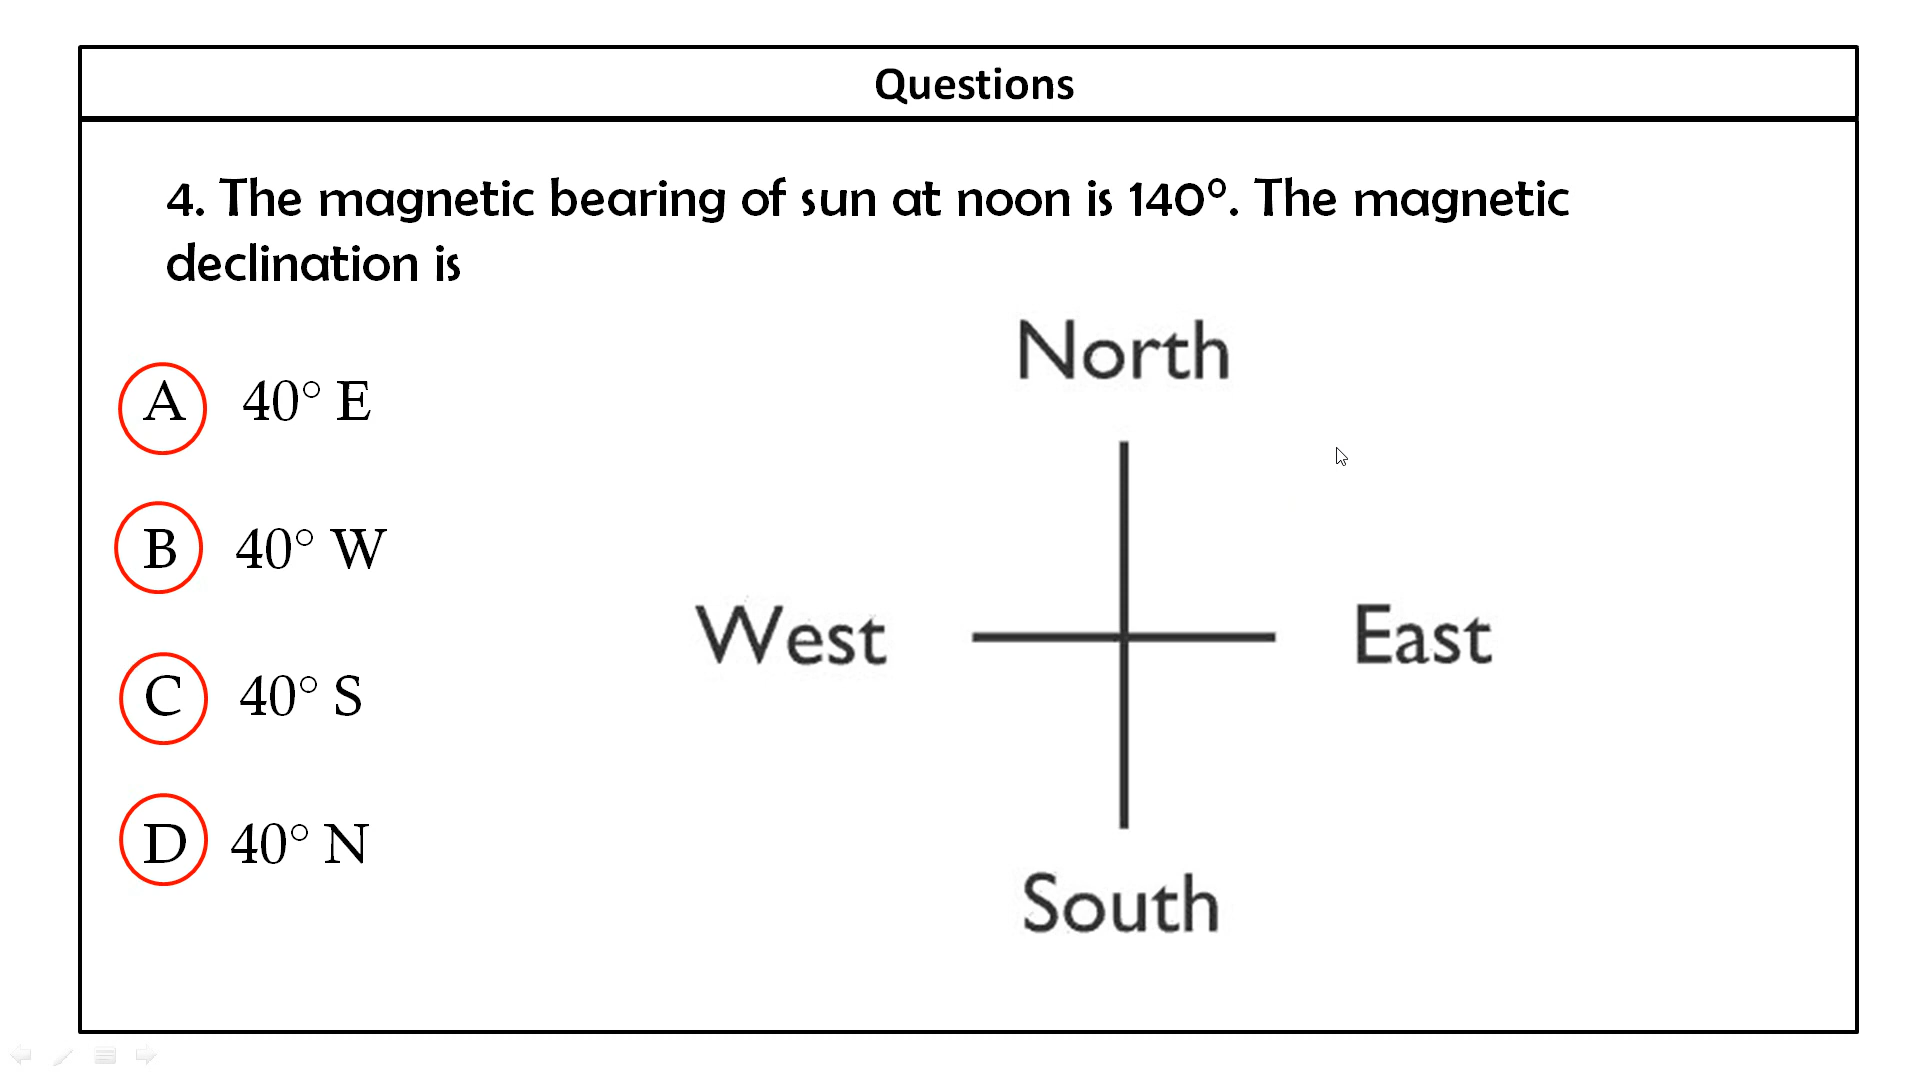 Questions
4. The magnetic bearing of sun at noon is 140°. The magnetic
declination is
North
A 40° E
B 40° W
West East
C 40° S
D 40° N
South